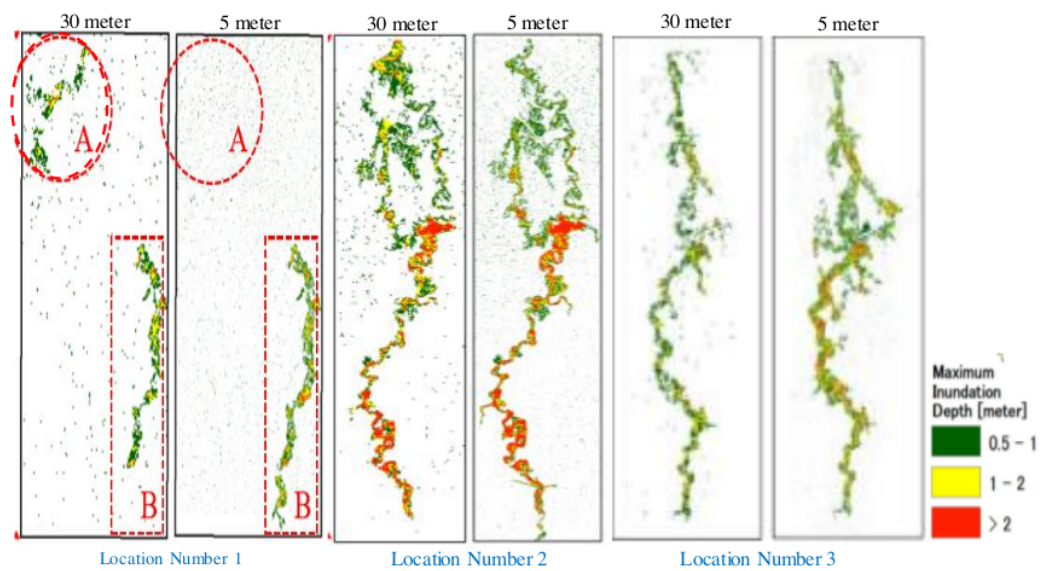 30 meter
5 meter
30 meter
5 meter
30 meter
5 meter
A
A
B
B
Maximum
Inundation
Depth [meter]
0.5 - 1
1 - 2
> 2
Location Number 1
Location Number 2
Location Number 3